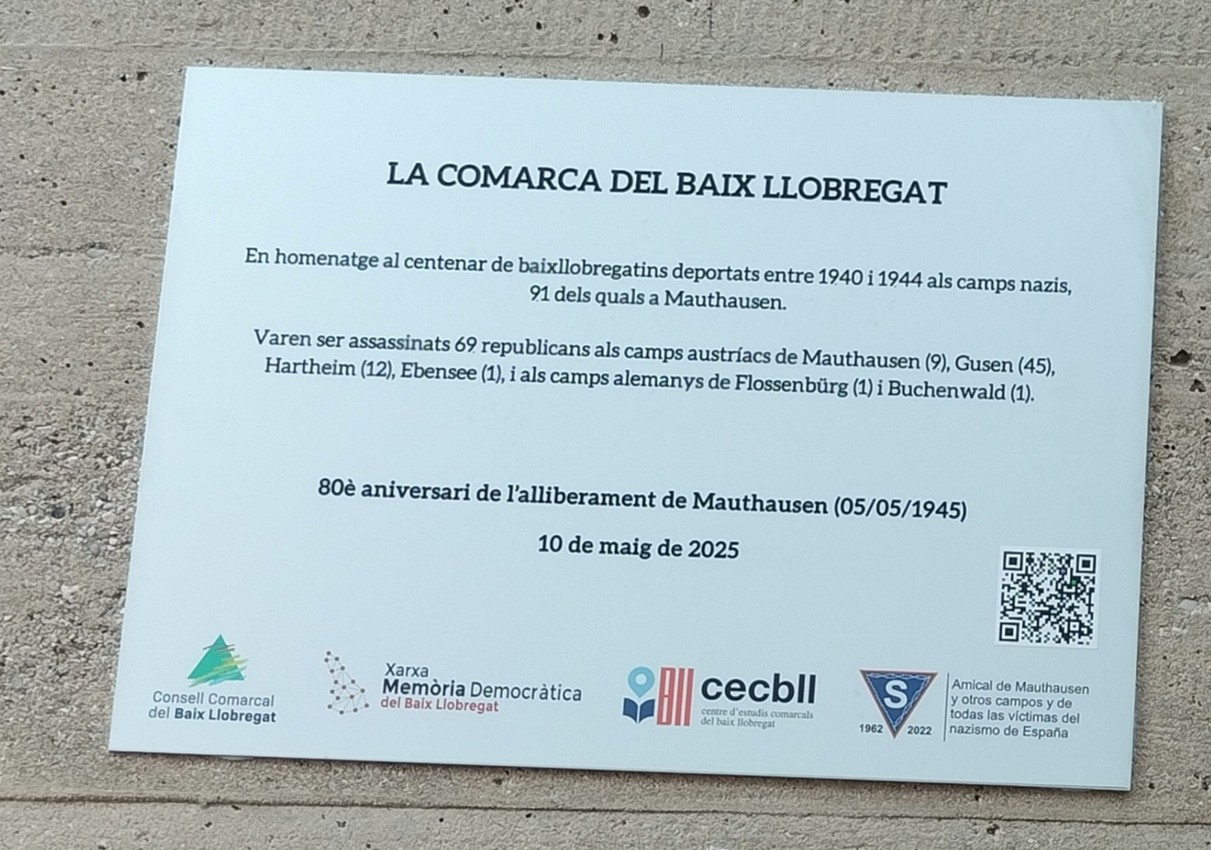 LA COMARCA DEL BAIX LLOBREGAT
En homenatge al centenar de baixllobregatins deportats entre 1940 i 1944 als camps nazis,
91 dels quals a Mauthausen.
Varen ser assassinats 69 republicans als camps austríacs de Mauthausen (9), Gusen (45),
Hartheim (12), Ebensee (1), i als camps alemanys de Flossenbürg (1) i Buchenwald (1).
80è aniversari de l'alliberament de Mauthausen (05/05/1945)
10 de maig de 2025
Consell Comarcal
del Baix Llobregat
Xarxa
Memòria Democràtica
del Baix Llobregat
Bll
cecbll
centre d'estudis comarcals
del baix llobregat
S
1962 2022
Amical de Mauthausen
y otros campos y de
todas las víctimas del
nazismo de España